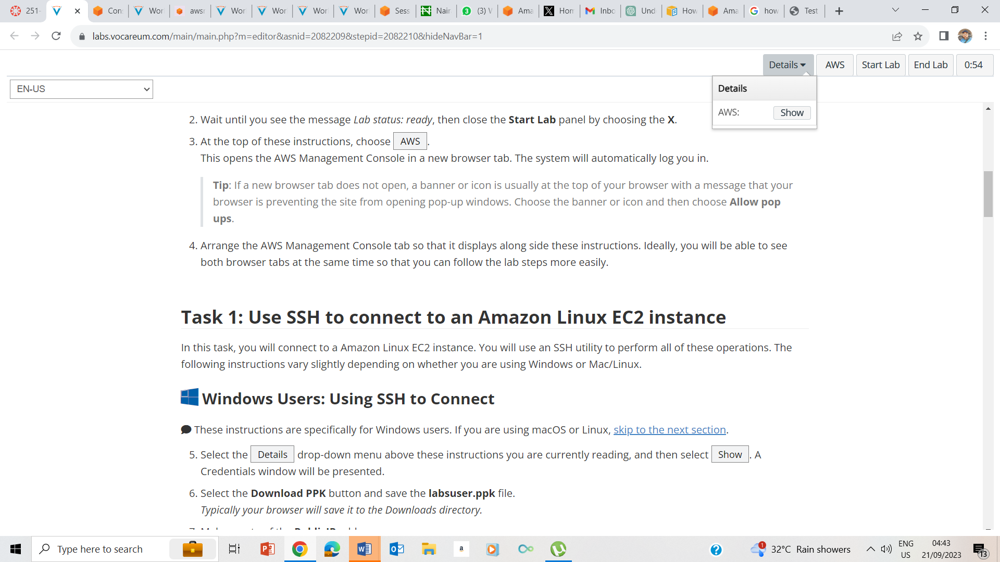 251-
Con
Wor
awsr
Wor
Wor
Wor
Wor
Sess
Nair
(3) V
Ama
Hom
Inbo
Und
How
Ama
how
Test
labs.vocareum.com/main/main.php?m=editor&asnid=2082209&stepid=2082210&hideNavBar=1
Details
AWS
Start Lab
End Lab
0:54
EN-US
Details
AWS:
Show
2. Wait until you see the message Lab status: ready, then close the Start Lab panel by choosing the X.
3. At the top of these instructions, choose AWS .
This opens the AWS Management Console in a new browser tab. The system will automatically log you in.
Tip: If a new browser tab does not open, a banner or icon is usually at the top of your browser with a message that your
browser is preventing the site from opening pop-up windows. Choose the banner or icon and then choose Allow pop
ups.
4. Arrange the AWS Management Console tab so that it displays along side these instructions. Ideally, you will be able to see
both browser tabs at the same time so that you can follow the lab steps more easily.
Task 1: Use SSH to connect to an Amazon Linux EC2 instance
In this task, you will connect to a Amazon Linux EC2 instance. You will use an SSH utility to perform all of these operations. The
following instructions vary slightly depending on whether you are using Windows or Mac/Linux.
Windows Users: Using SSH to Connect
These instructions are specifically for Windows users. If you are using macOS or Linux, skip to the next section.
5. Select the Details drop-down menu above these instructions you are currently reading, and then select Show . A
Credentials window will be presented.
6. Select the Download PPK button and save the labsuser.ppk file.
Typically your browser will save it to the Downloads directory.
Type here to search
32°C Rain showers
ENG
US
04:43
21/09/2023
13